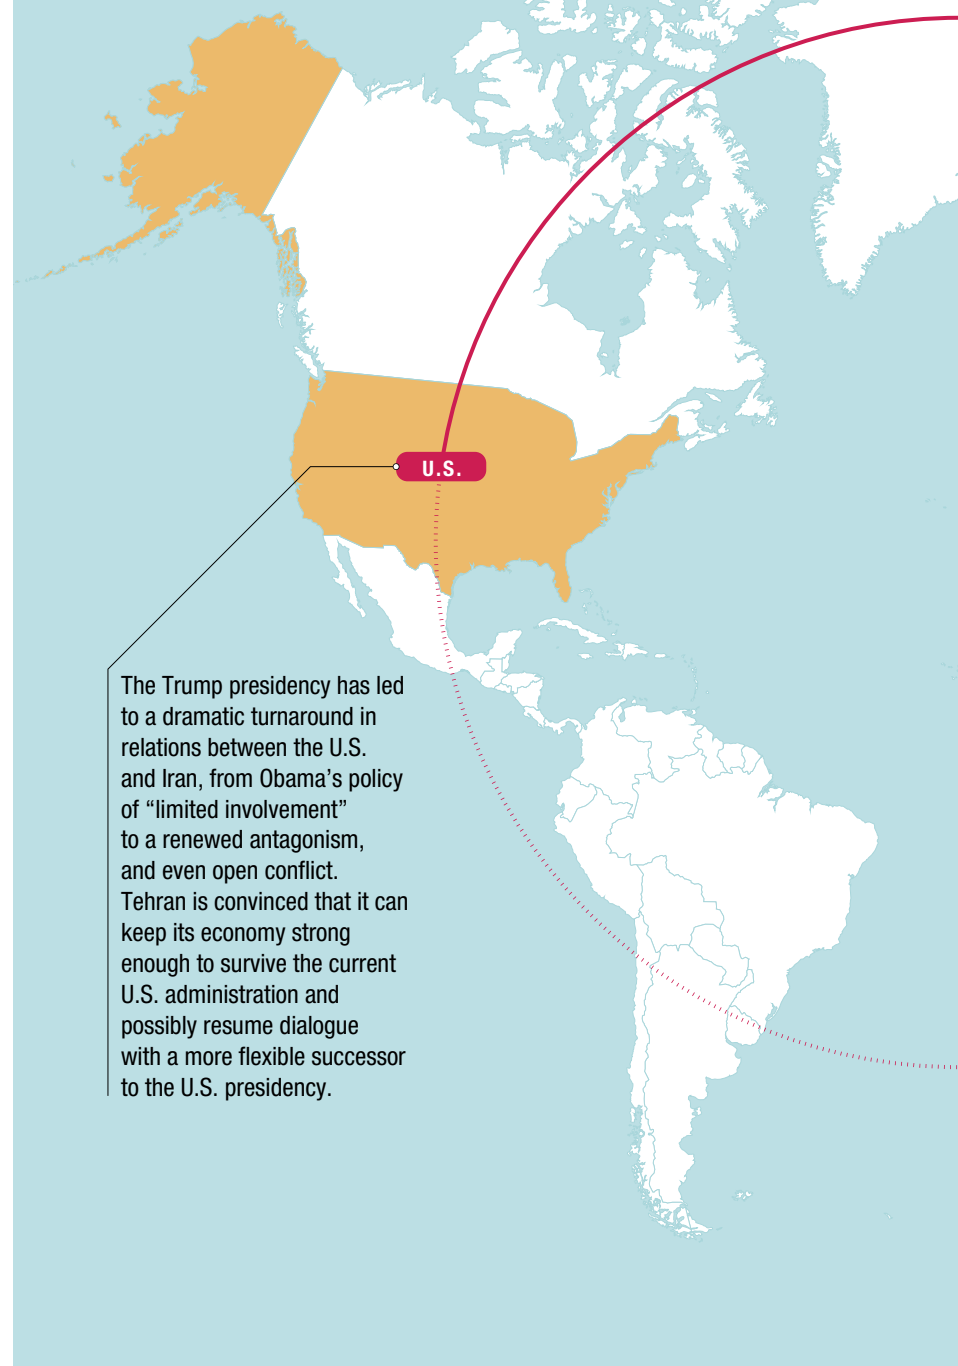 U.S.
The Trump presidency has led
to a dramatic turnaround in
relations between the U.S.
and Iran, from Obama’s policy
of “limited involvement”
to a renewed antagonism,
and even open conflict.
Tehran is convinced that it can
keep its economy strong
enough to survive the current
U.S. administration and
possibly resume dialogue
with a more flexible successor
to the U.S. presidency.